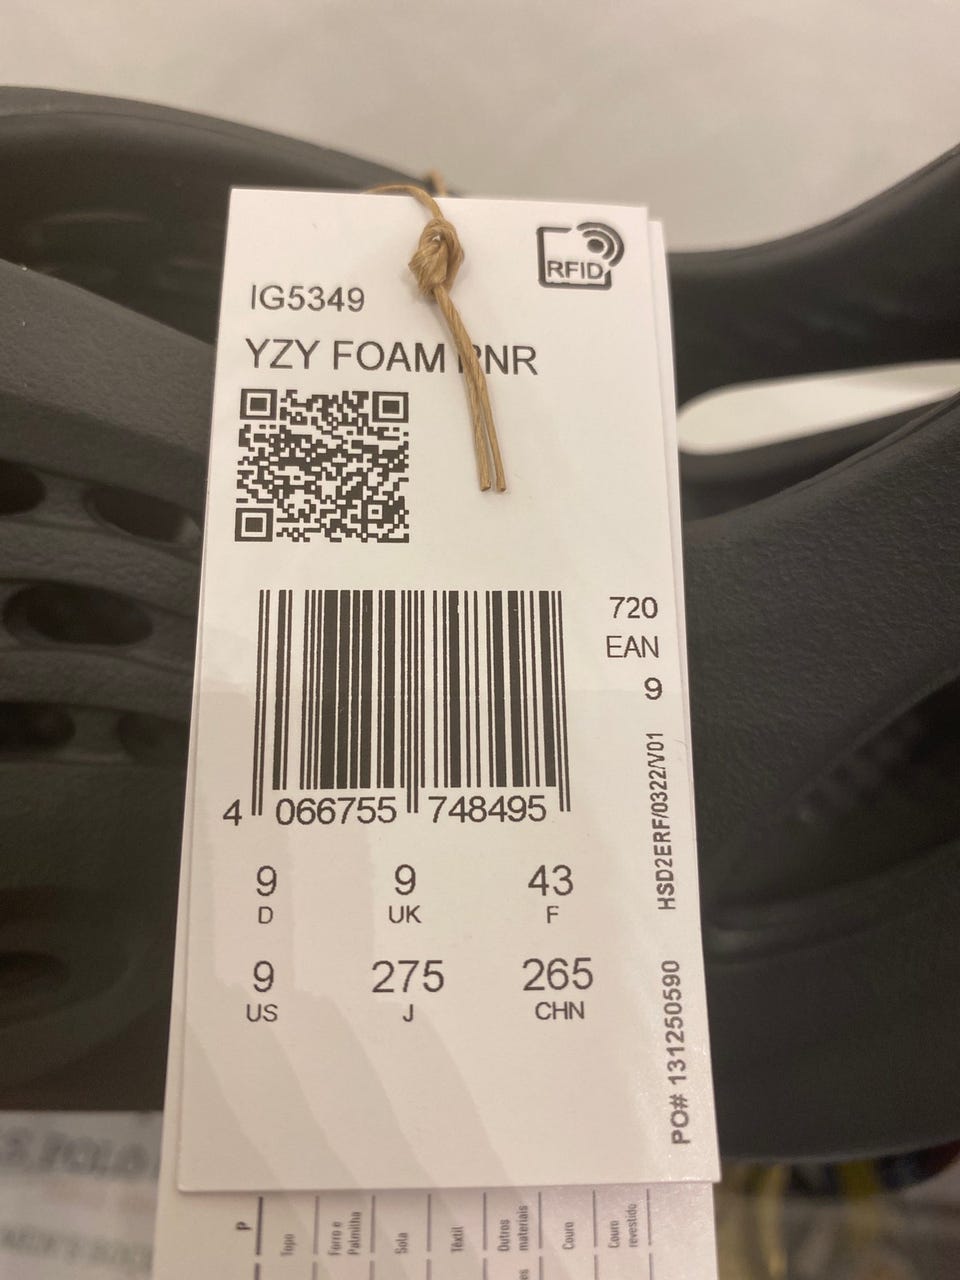 RFID
IG5349
YZY FOAM RNR
720
EAN
9
4 066755 748495
HSD2ERF/0322/V01
9 9 43
D UK F
9 275 265
US J CHN
PO# 131250590
P
Topo
Forro e
Palmilha
Sola
Têxtil
Outros
materiais
Couro
Couro
revestido